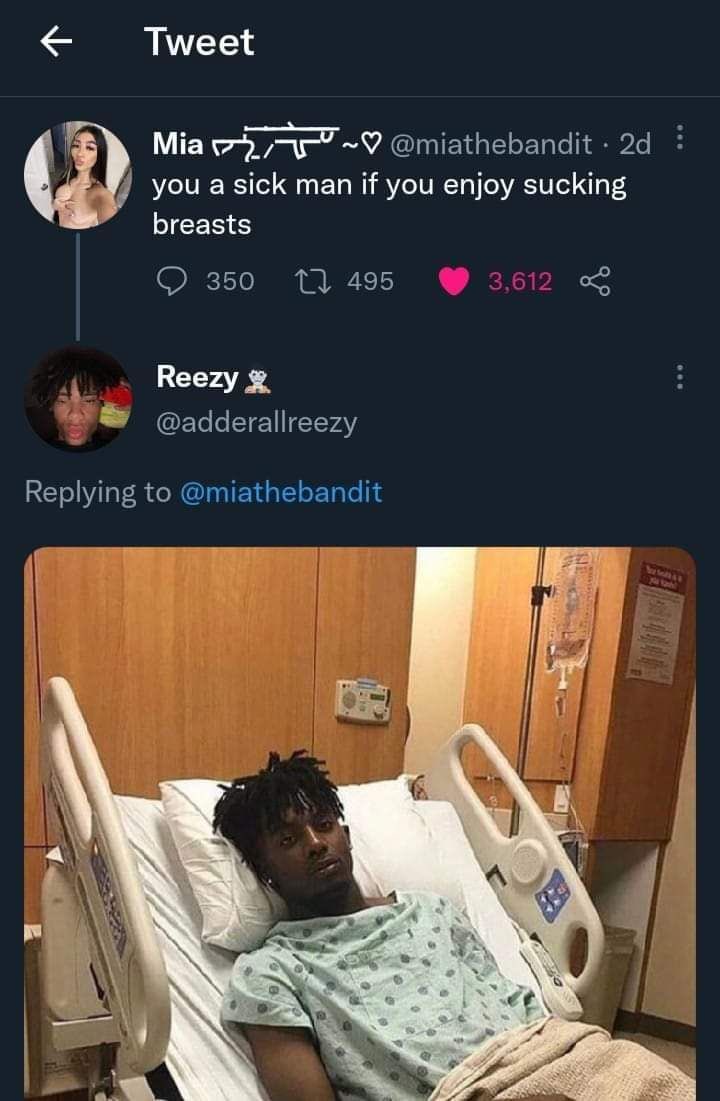 Tweet
Mia ~♡ @miathebandit · 2d
you a sick man if you enjoy sucking
breasts
350 495 3,612
Reezy
@adderallreezy
Replying to @miathebandit